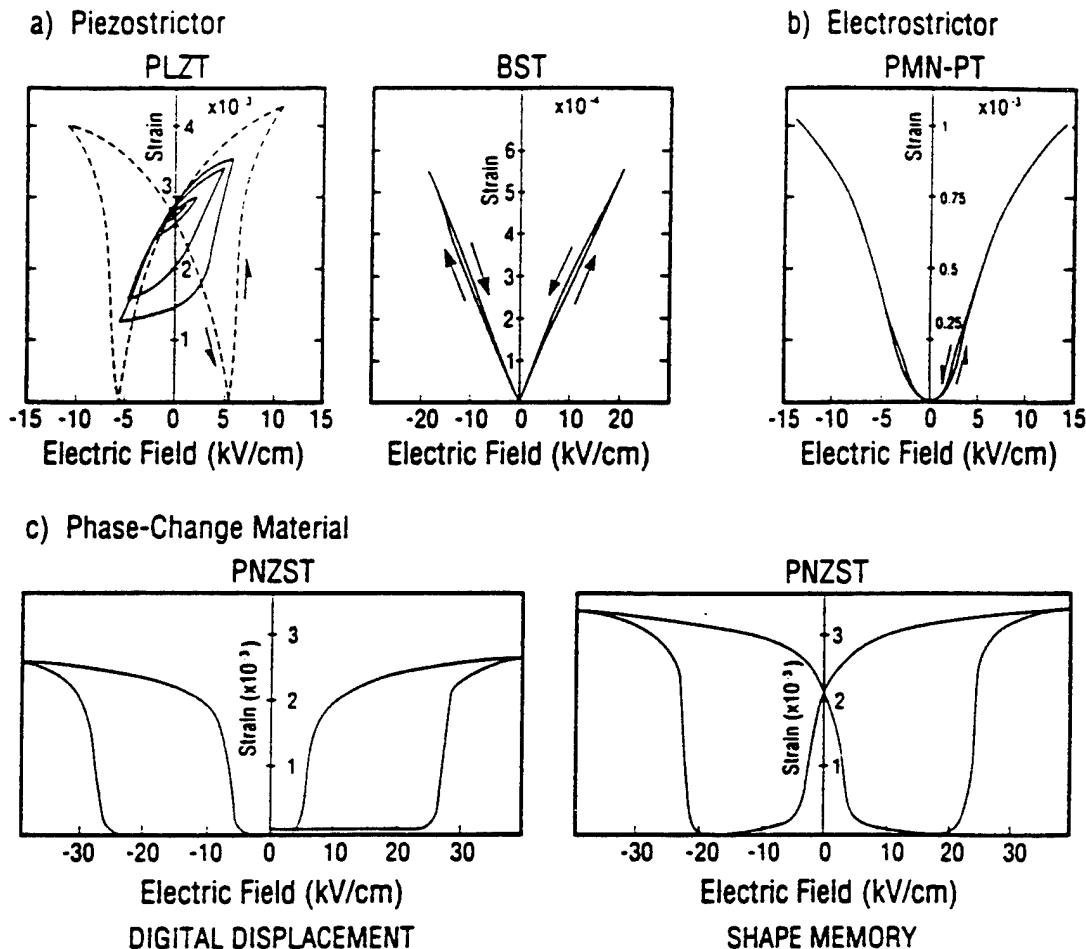 a) Piezostrictor
PLZT
x10⁻³
Strain
4
3
2
1
-15 -10 -5 0 5 10 15
Electric Field (kV/cm)
BST
x10⁻⁴
Strain
6
5
4
3
2
1
-20 -10 0 10 20
Electric Field (kV/cm)
b) Electrostrictor
PMN-PT
x10⁻³
Strain
1
0.75
0.5
0.25
-15 -10 -5 0 5 10 15
Electric Field (kV/cm)
c) Phase-Change Material
PNZST
Strain (x10⁻³)
3
2
1
-30 -20 -10 0 10 20 30
Electric Field (kV/cm)
DIGITAL DISPLACEMENT
PNZST
Strain (x10⁻³)
3
2
1
-30 -20 -10 0 10 20 30
Electric Field (kV/cm)
SHAPE MEMORY